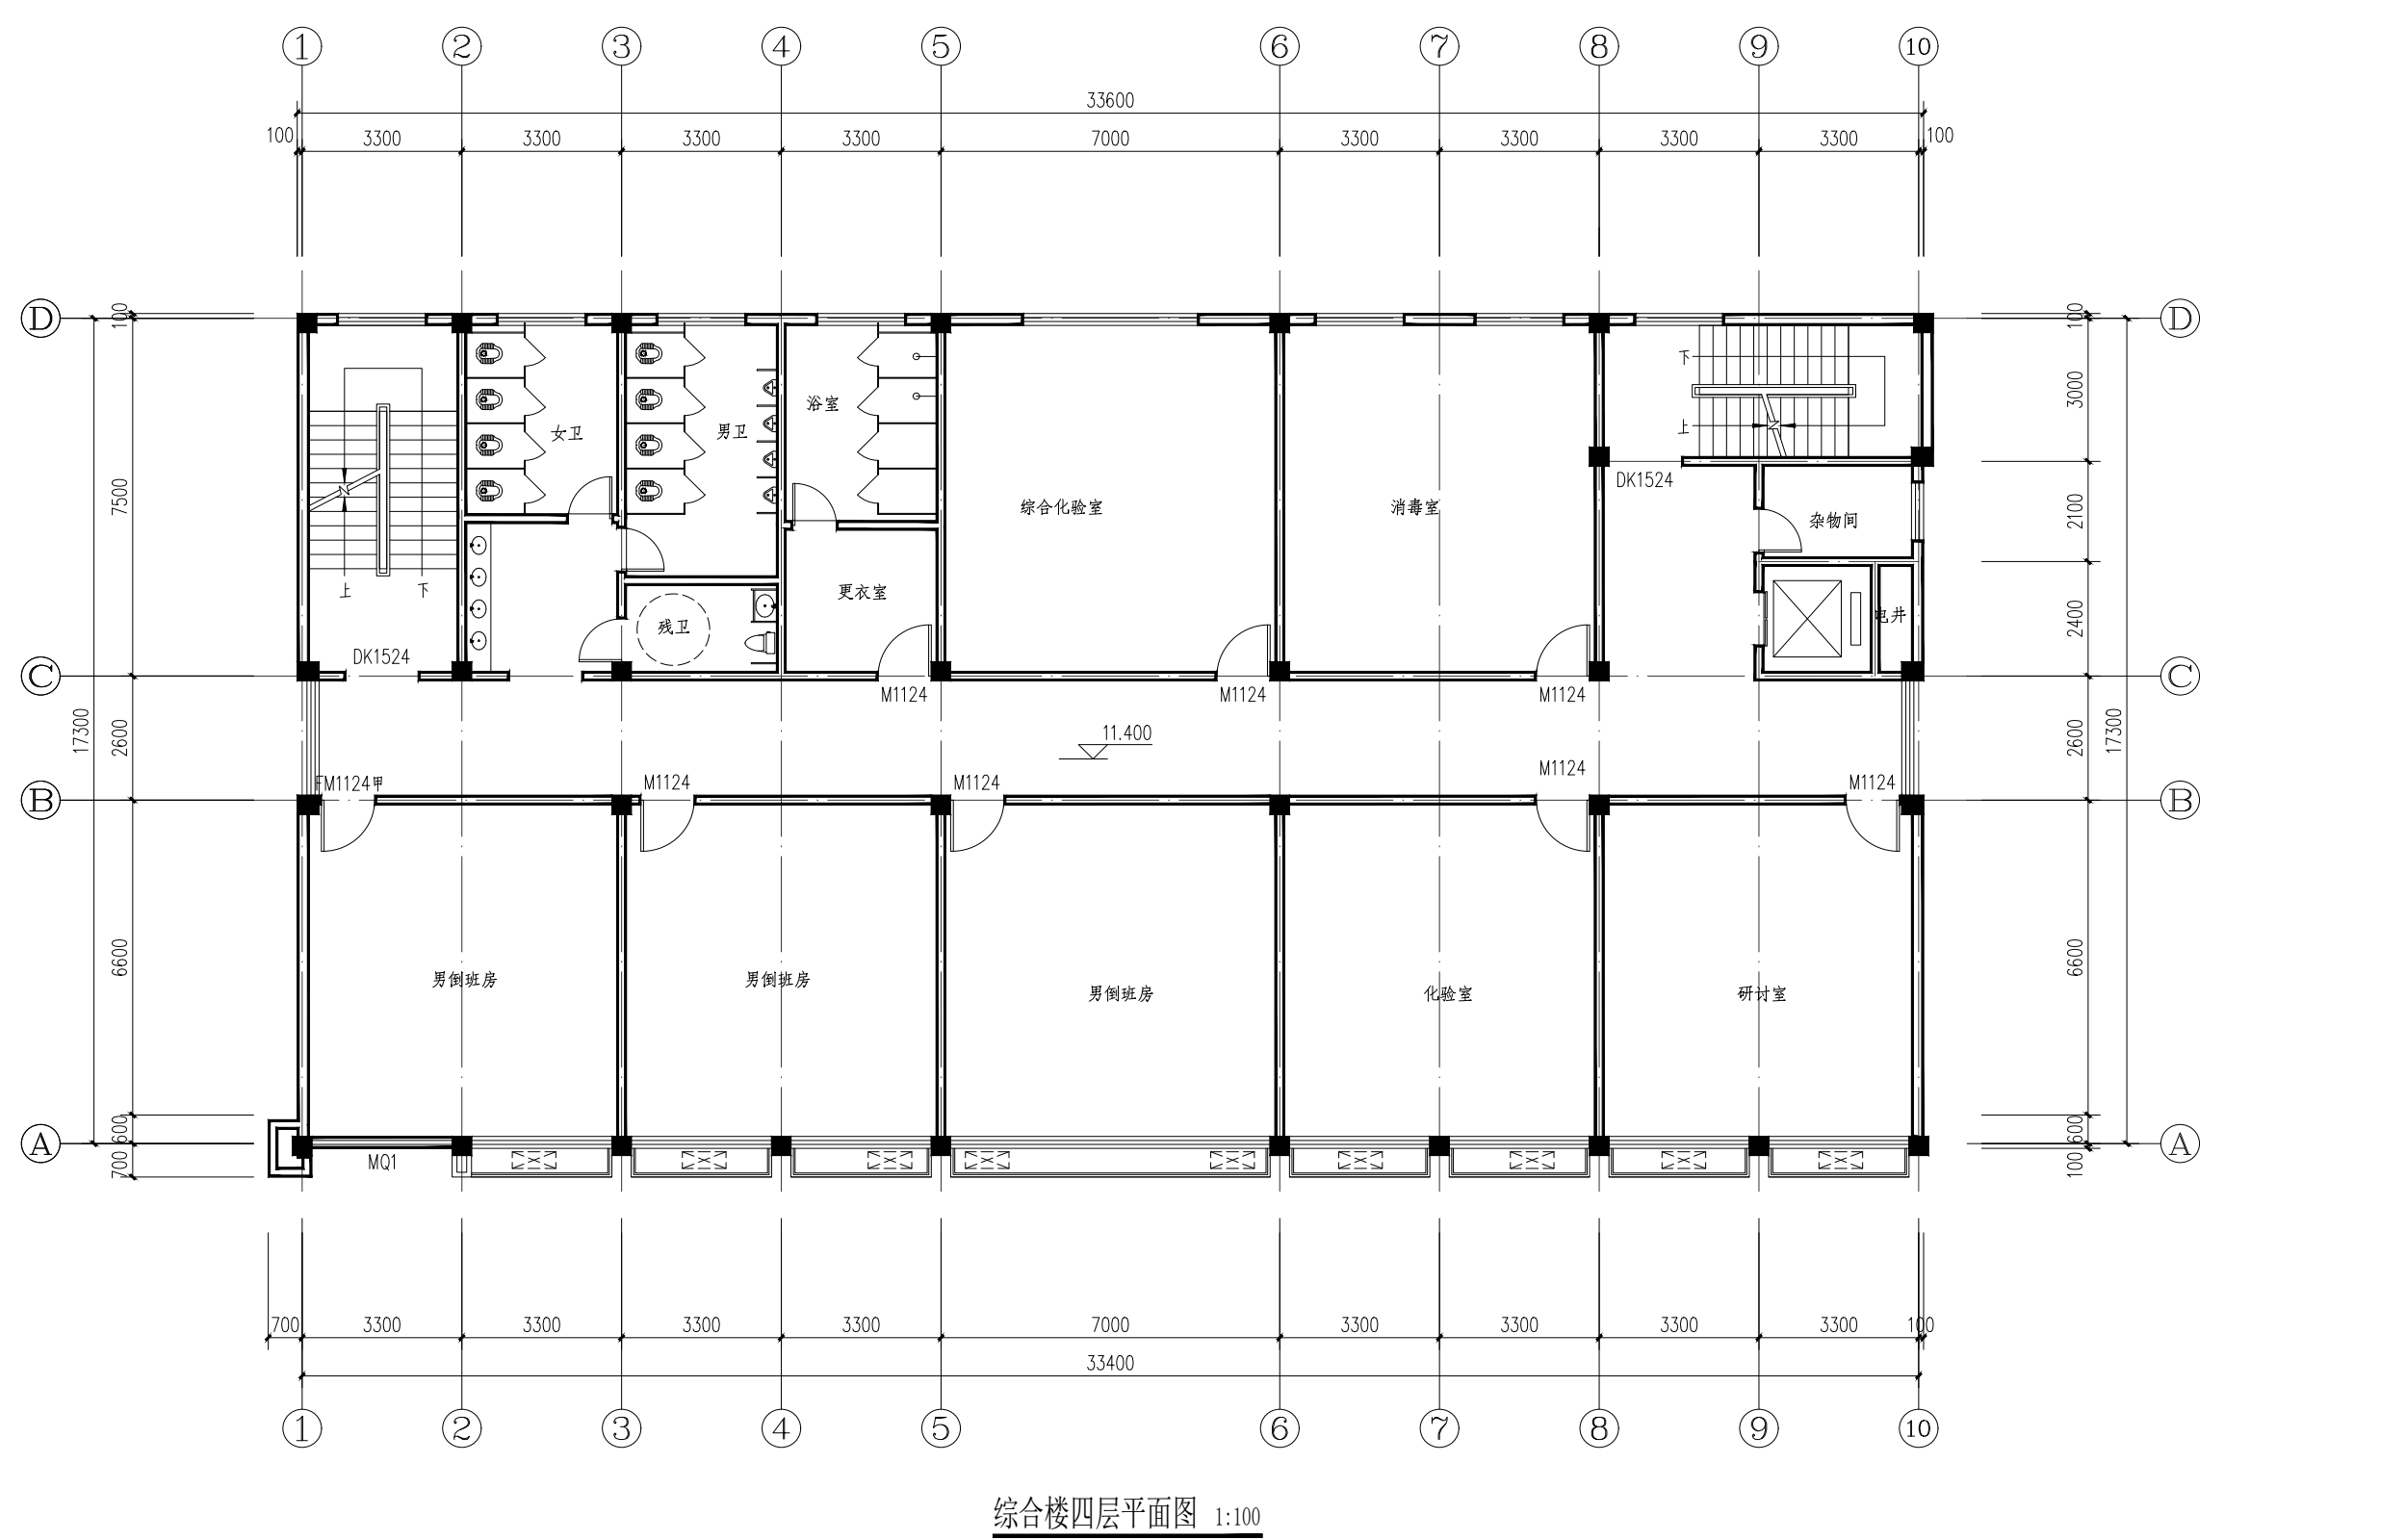 1 2 3 4 5 6 7 8 9 10
33600
100 3300 3300 3300 3300 7000 3300 3300 3300 3300 100
D D
100 100
7500
3000
2100
2400
下
上
女卫
男卫
浴室
综合化验室
消毒室
DK1524
杂物间
上 下
残卫
更衣室
电井
DK1524
C C
M1124 M1124 M1124
17300 2600 2600 17300
11.400
FM1124甲 M1124 M1124 M1124 M1124
B B
6600 6600
男倒班房 男倒班房 男倒班房 化验室 研讨室
600 600
A A
MQ1
700 100
700 3300 3300 3300 3300 7000 3300 3300 3300 3300 100
33400
1 2 3 4 5 6 7 8 9 10
综合楼四层平面图 1:100